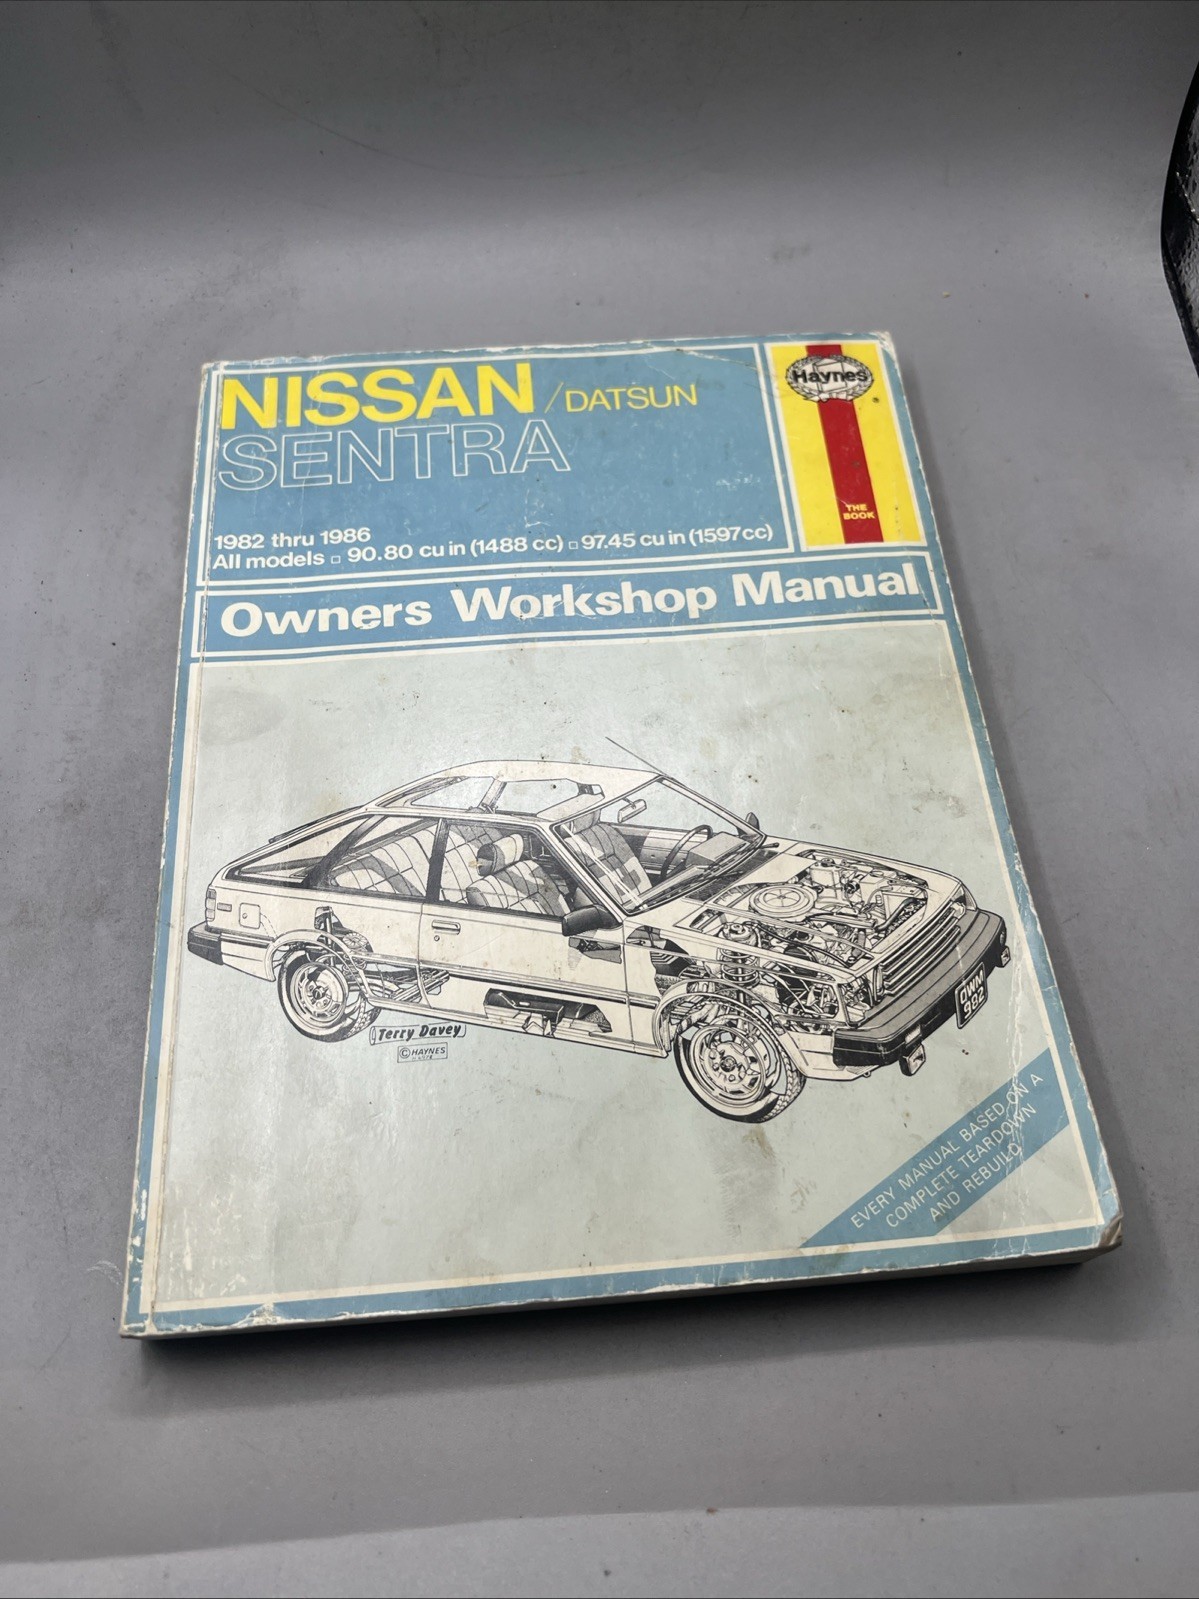 NISSAN / DATSUN
SENTRA
Haynes
®
THE
BOOK
1982 thru 1986
All models □ 90.80 cu in (1488 cc) □ 97.45 cu in (1597cc)
Owners Workshop Manual
OWM
982
Terry Davey
© HAYNES
EVERY MANUAL BASED ON A
COMPLETE TEARDOWN
AND REBUILD